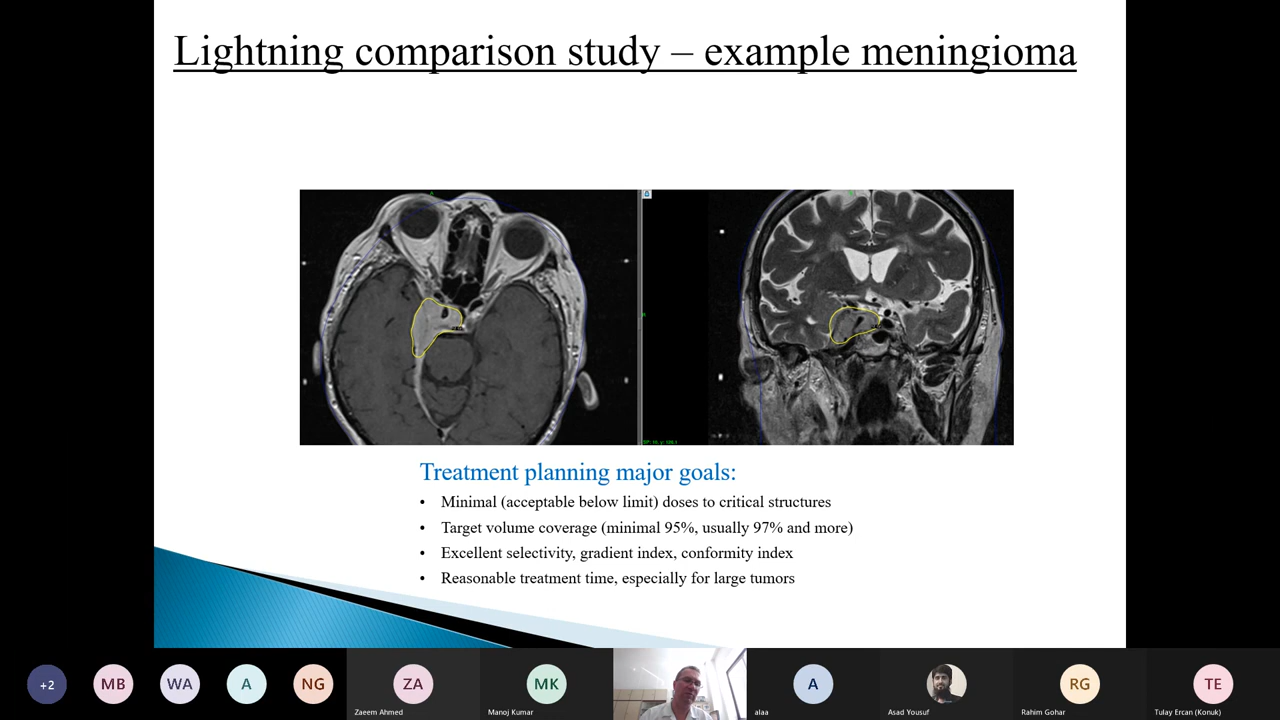 Lightning comparison study – example meningioma
Treatment planning major goals:
• Minimal (acceptable below limit) doses to critical structures
• Target volume coverage (minimal 95%, usually 97% and more)
• Excellent selectivity, gradient index, conformity index
• Reasonable treatment time, especially for large tumors
+2
MB
WA
A
NG
ZA
MK
A
RG
TE
Zaeem Ahmed
Manoj Kumar
alaa
Asad Yousuf
Rahim Gohar
Tulay Ercan (Konuk)